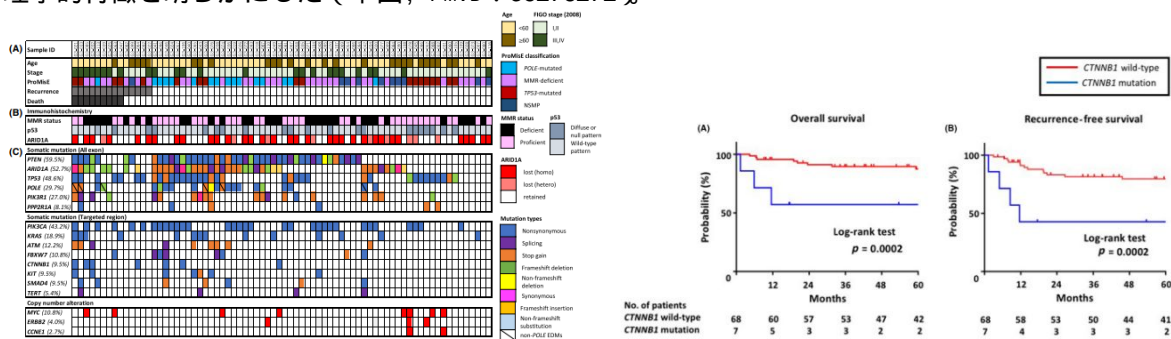 Age
FIGO stage (2008)
<60
I,II
≥60
III,IV
ProMisE classification
POLE-mutated
MMR-deficient
TP53-mutated
NSMP
MMR status
p53
Deficient
Diffuse or null pattern
Proficient
Wild-type pattern
ARID1A
lost (homo)
lost (hetero)
retained
Mutation types
Nonsynonymous
Splicing
Stop gain
Frameshift deletion
Non-frameshift deletion
Synonymous
Frameshift insertion
Non-frameshift substitution
non-POLE EDMs
(A)
Sample ID
Age
Stage
ProMisE
Recurrence
Death
(B)
Immunohistochemistry
MMR status
p53
ARID1A
(C)
Somatic mutation (All exon)
PTEN (59.5%)
ARID1A (52.7%)
TP53 (48.6%)
POLE (29.7%)
PIK3R1 (27.0%)
PPP2R1A (8.1%)
Somatic mutation (Targeted region)
PIK3CA (43.2%)
KRAS (18.9%)
ATM (12.2%)
FBXW7 (10.8%)
CTNNB1 (9.5%)
KIT (9.5%)
SMAD4 (9.5%)
TERT (5.4%)
Copy number alteration
MYC (10.8%)
ERBB2 (4.0%)
CCNE1 (2.7%)
CTNNB1 wild-type
CTNNB1 mutation
(A)
Overall survival
Probability (%)
100
50
0
0 12 24 36 48 60
Months
Log-rank test
p = 0.0002
(B)
Recurrence-free survival
Probability (%)
100
50
0
0 12 24 36 48 60
Months
Log-rank test
p = 0.0002
No. of patients
CTNNB1 wild-type 68 60 57 53 47 42
CTNNB1 mutation 7 5 3 3 2 2
68 58 53 50 44 41
7 4 3 3 3 2